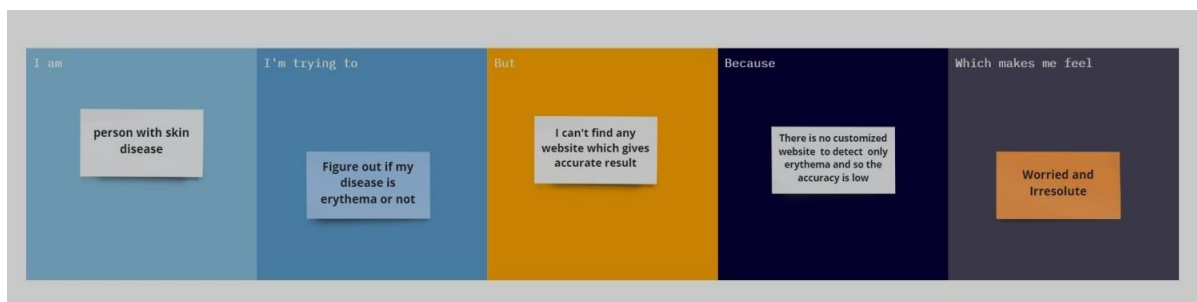 I am
person with skin
disease
I'm trying to
Figure out if my
disease is
erythema or not
But
I can't find any
website which gives
accurate result
Because
There is no customized
website to detect only
erythema and so the
accuracy is low
Which makes me feel
Worried and
Irresolute